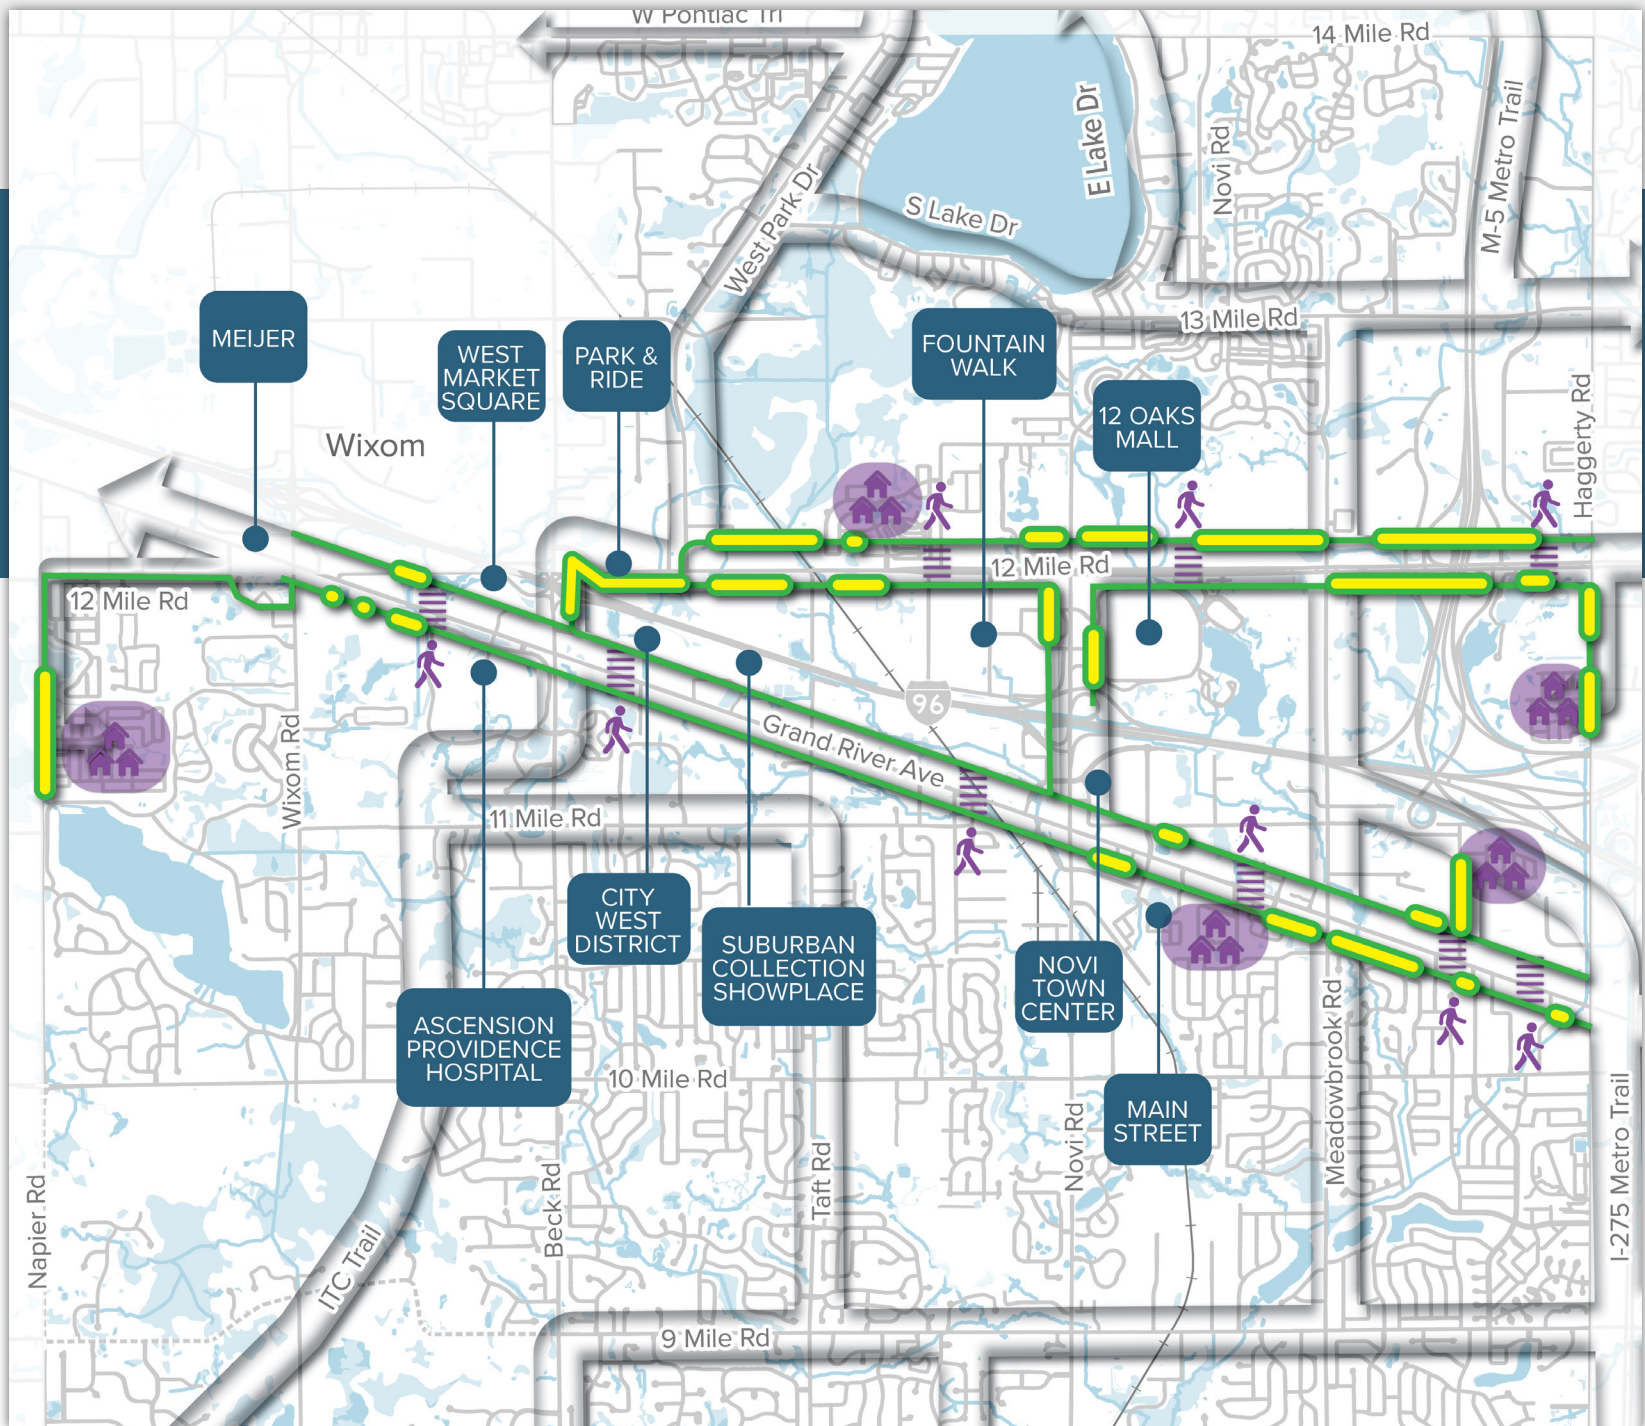 W Pontiac Trl
14 Mile Rd
M-5 Metro Trail
E Lake Dr
Novi Rd
West Park Dr
S Lake Dr
13 Mile Rd
MEIJER
WEST
MARKET
SQUARE
PARK &
RIDE
FOUNTAIN
WALK
12 OAKS
MALL
Haggerty Rd
Wixom
12 Mile Rd
12 Mile Rd
96
Grand River Ave
Wixom Rd
11 Mile Rd
CITY
WEST
DISTRICT
SUBURBAN
COLLECTION
SHOWPLACE
NOVI
TOWN
CENTER
ASCENSION
PROVIDENCE
HOSPITAL
10 Mile Rd
MAIN
STREET
Meadowbrook Rd
Novi Rd
Taft Rd
Beck Rd
Napier Rd
ITC Trail
I-275 Metro Trail
9 Mile Rd